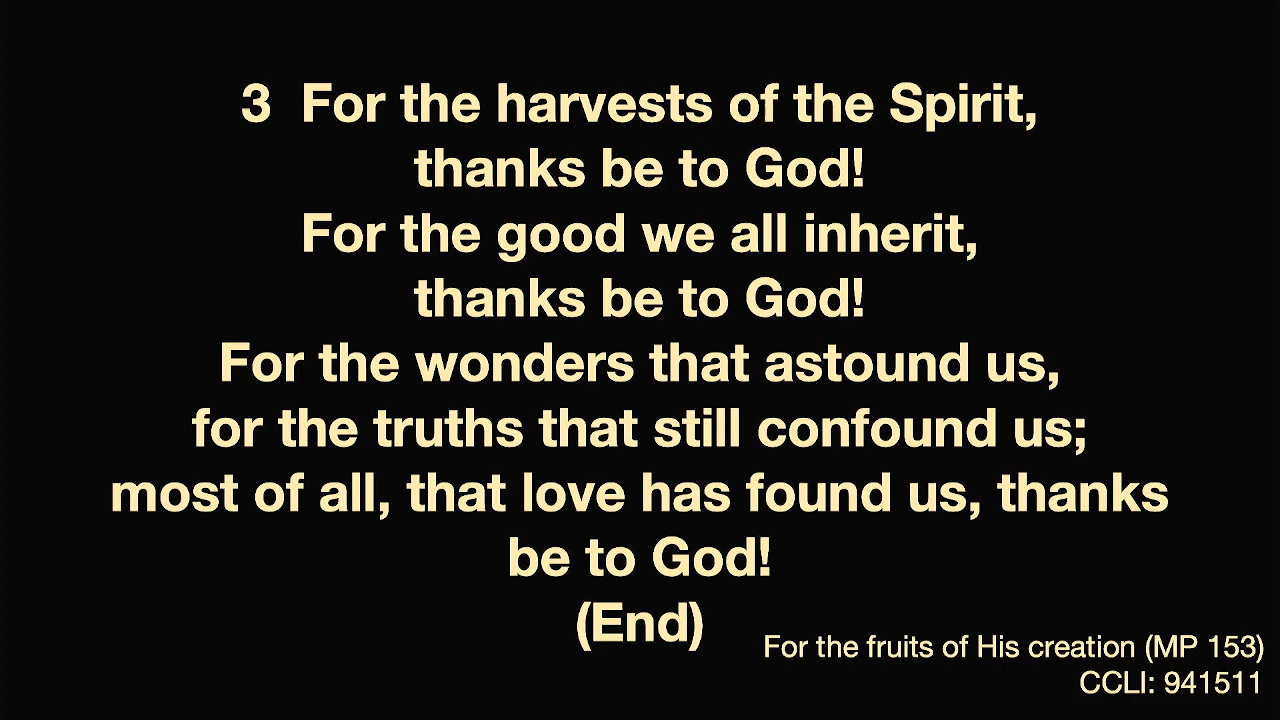 3 For the harvests of the Spirit,
thanks be to God!
For the good we all inherit,
thanks be to God!
For the wonders that astound us,
for the truths that still confound us;
most of all, that love has found us, thanks
be to God!
(End)
For the fruits of His creation (MP 153)
CCLI: 941511